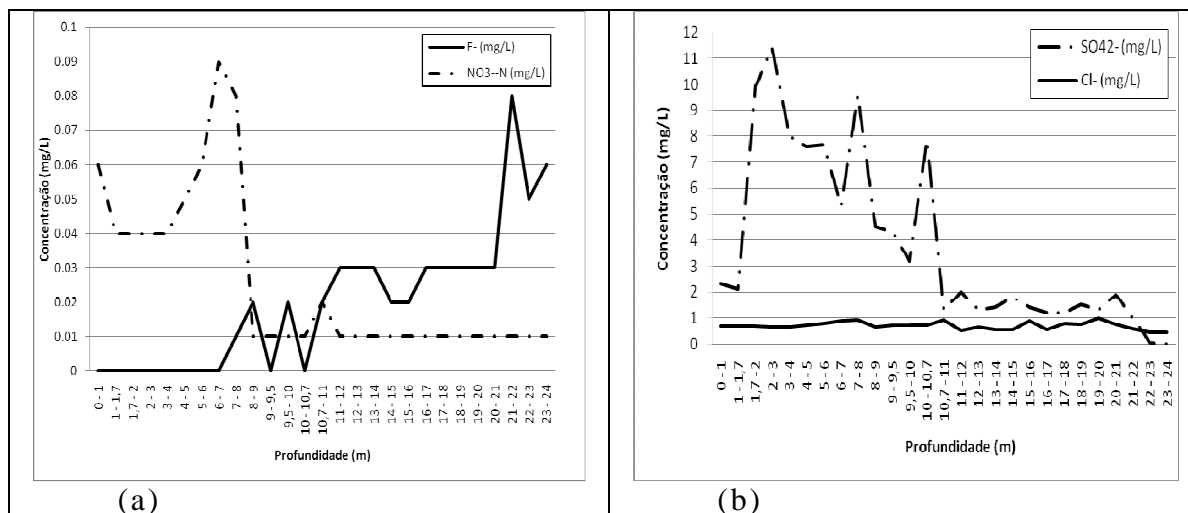 0.1
0.09
0.08
0.07
0.06
0.05
0.04
0.03
0.02
0.01
0
Concentração (mg/L)
F- (mg/L)
NO3--N (mg/L)
0 - 1
1 - 1,7
1,7 - 2
2 - 3
3 - 4
4 - 5
5 - 6
6 - 7
7 - 8
8 - 9
9 - 9,5
9,5 - 10
10 - 10,7
10,7 - 11
11 - 12
12 - 13
13 - 14
14 - 15
15 - 16
16 - 17
17 - 18
18 - 19
19 - 20
20 - 21
21 - 22
22 - 23
23 - 24
Profundidade (m)
(a)
12
11
10
9
8
7
6
5
4
3
2
1
0
Concentração (mg/L)
SO42- (mg/L)
Cl- (mg/L)
0 - 1
1 - 1,7
1,7 - 2
2 - 3
3 - 4
4 - 5
5 - 6
6 - 7
7 - 8
8 - 9
9 - 9,5
9,5 - 10
10 - 10,7
10,7 - 11
11 - 12
12 - 13
13 - 14
14 - 15
15 - 16
16 - 17
17 - 18
18 - 19
19 - 20
20 - 21
21 - 22
22 - 23
23 - 24
Profundidade (m)
(b)